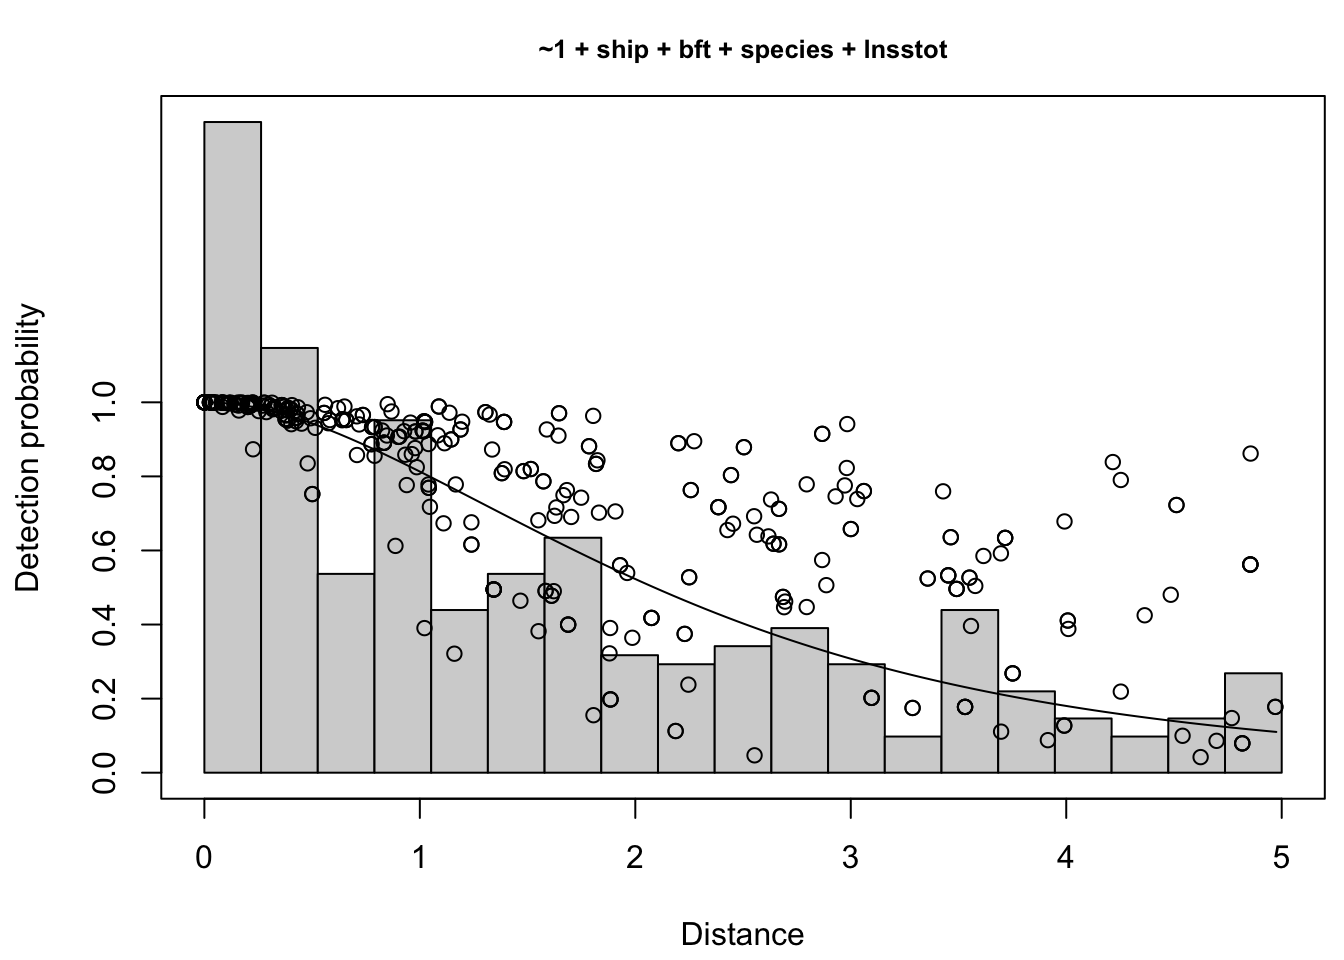 ~1 + ship + bft + species + lnsstot
Detection probability
1.0
0.8
0.6
0.4
0.2
0.0
0 1 2 3 4 5
Distance